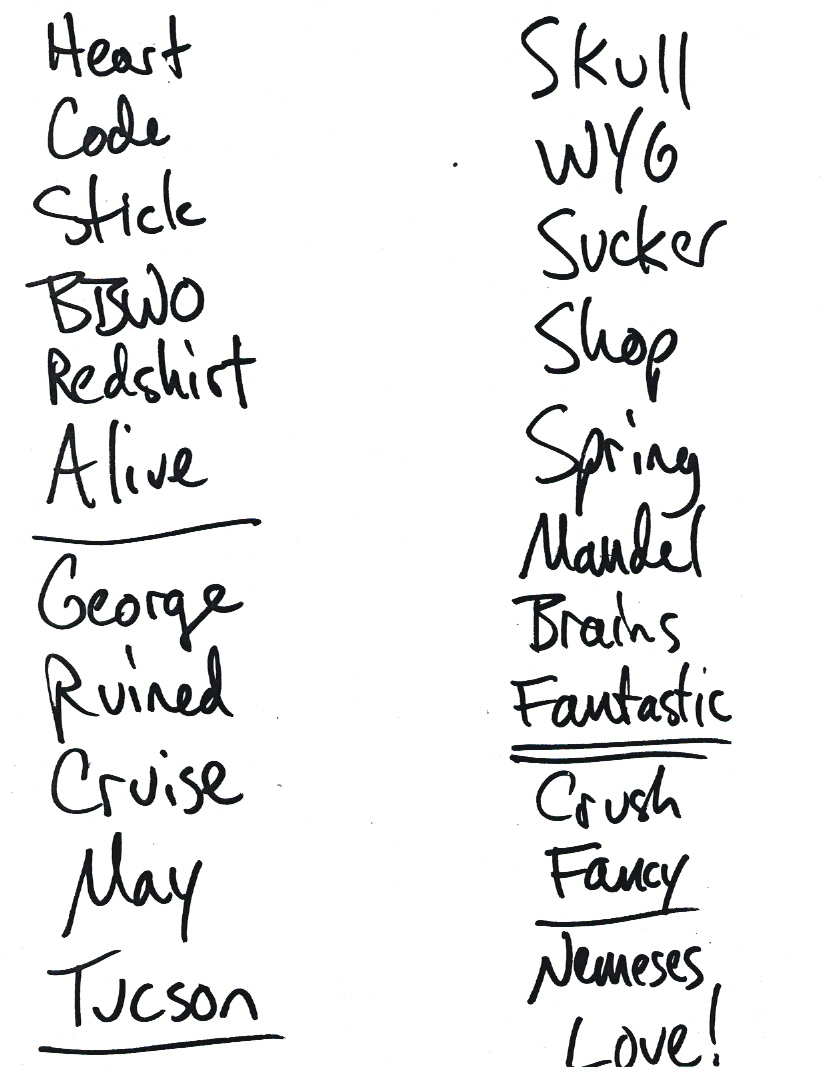 Heart
Code
Stick
BBWO
Redshirt
Alive
George
Ruined
Cruise
May
Tucson
Skull
WYG
Sucker
Shop
Spring
Mandel
Brains
Fantastic
Crush
Fancy
Nemeses
Love!